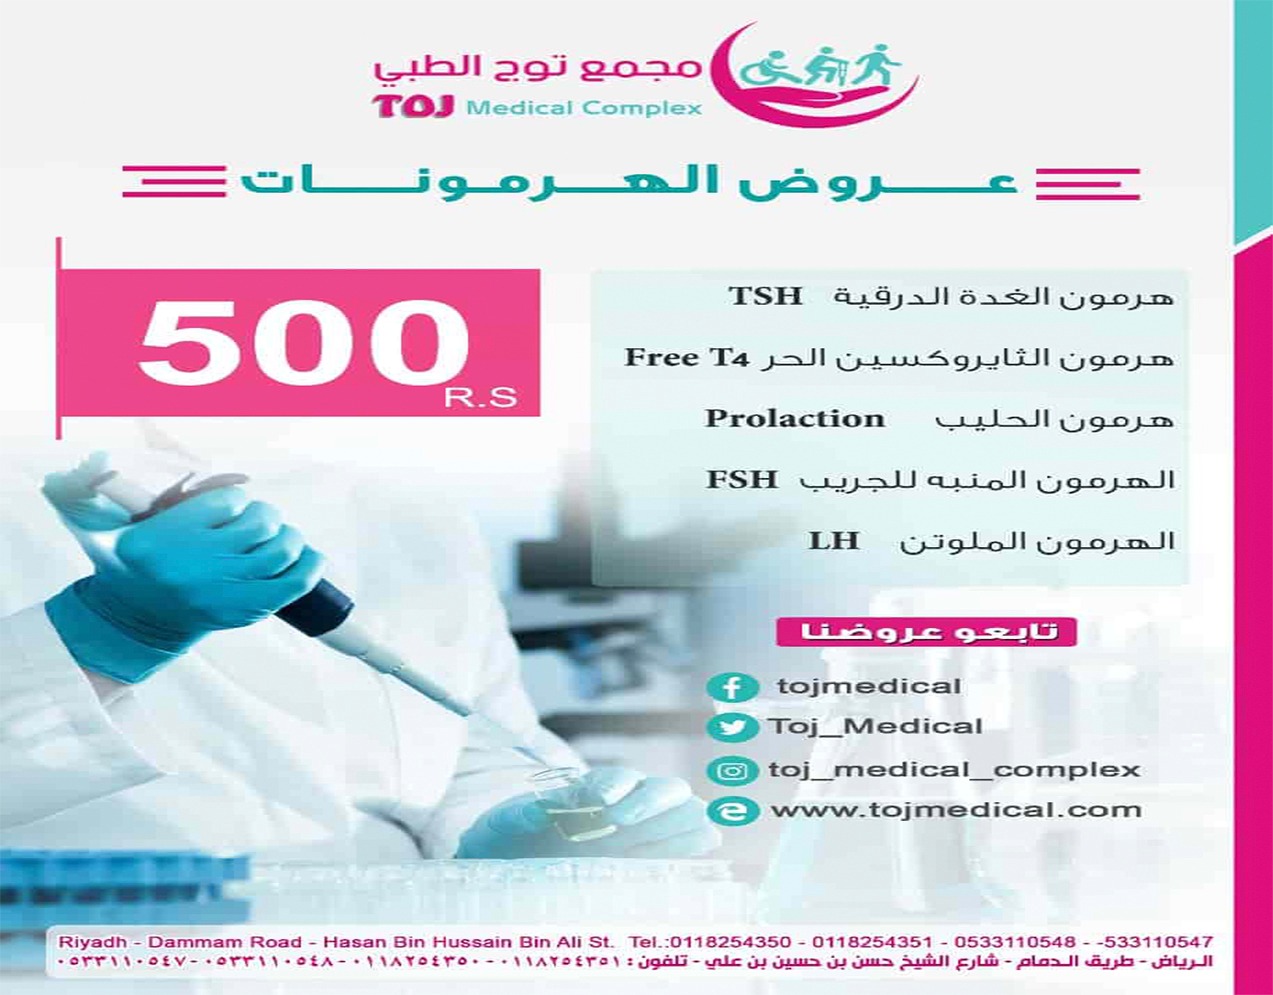 مجمع توج الطبي
TOJ Medical Complex
عـــــروض الـهـــرمـونـــــات
500
R.S
هرمون الغدة الدرقية TSH
هرمون الثايروكسين الحر Free T4
هرمون الحليب Prolaction
الهرمون المنبه للجريب FSH
الهرمون الملوتن LH
تابعو عروضنا
tojmedical
Toj_Medical
toj_medical_complex
www.tojmedical.com
Riyadh - Dammam Road - Hasan Bin Hussain Bin Ali St. Tel.:0118254350 - 0118254351 - 0533110548 - -533110547
الرياض - طريق الدمام - شارع الشيخ حسن بن حسين بن علي - تلفون : ٠١١٨٢٥٤٣٥١ - ٠١١٨٢٥٤٣٥٠ - ٠٥٣٣١١٠٥٤٨ - ٠٥٣٣١١٠٥٤٧